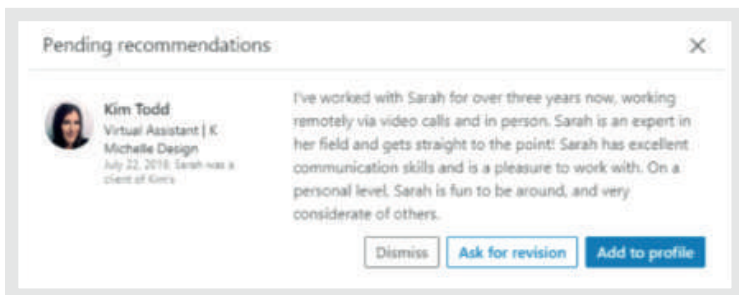 Pending recommendations
Kim Todd
Virtual Assistant | K
Michelle Design
July 22, 2018, Sarah was a
client of Kim's
I've worked with Sarah for over three years now, working
remotely via video calls and in person. Sarah is an expert in
her field and gets straight to the point! Sarah has excellent
communication skills and is a pleasure to work with. On a
personal level, Sarah is fun to be around, and very
considerate of others.
Dismiss
Ask for revision
Add to profile